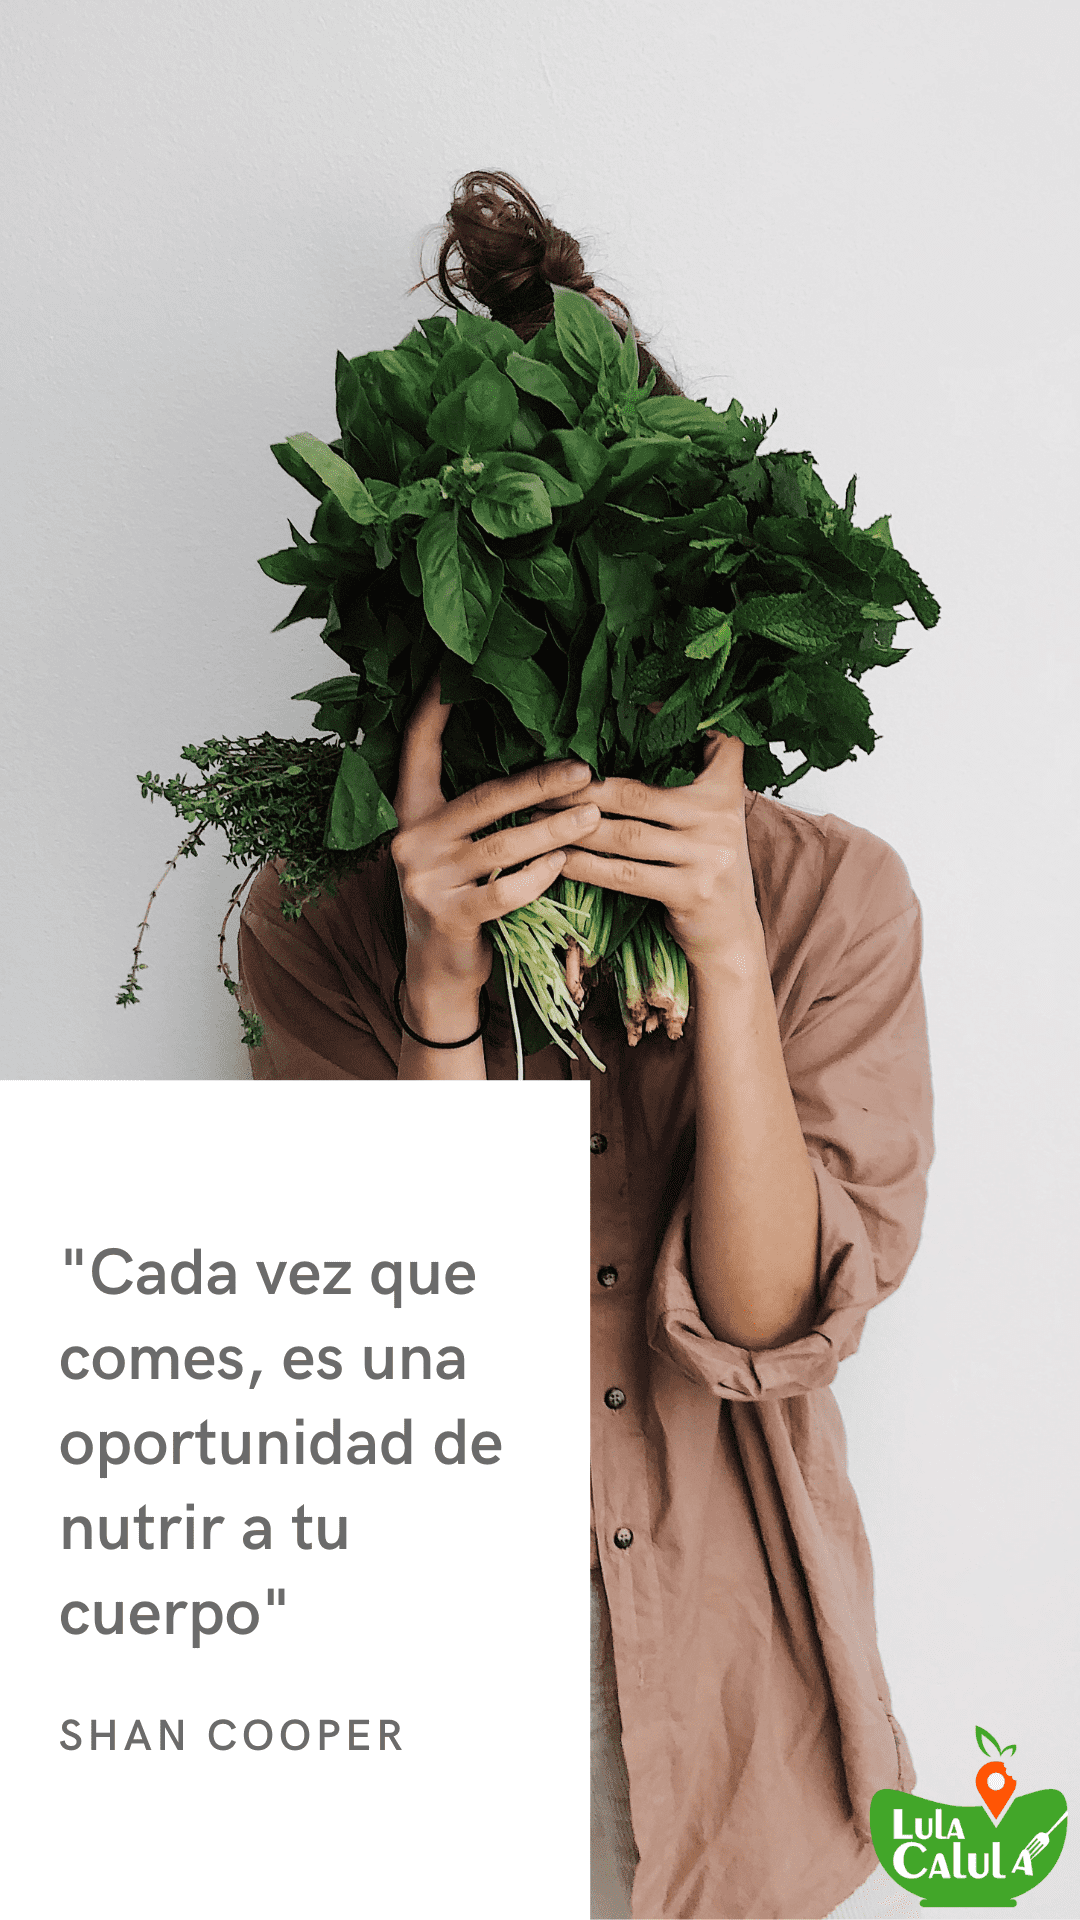 "Cada vez que
comes, es una
oportunidad de
nutrir a tu
cuerpo"
SHAN COOPER
LULA
CALULA